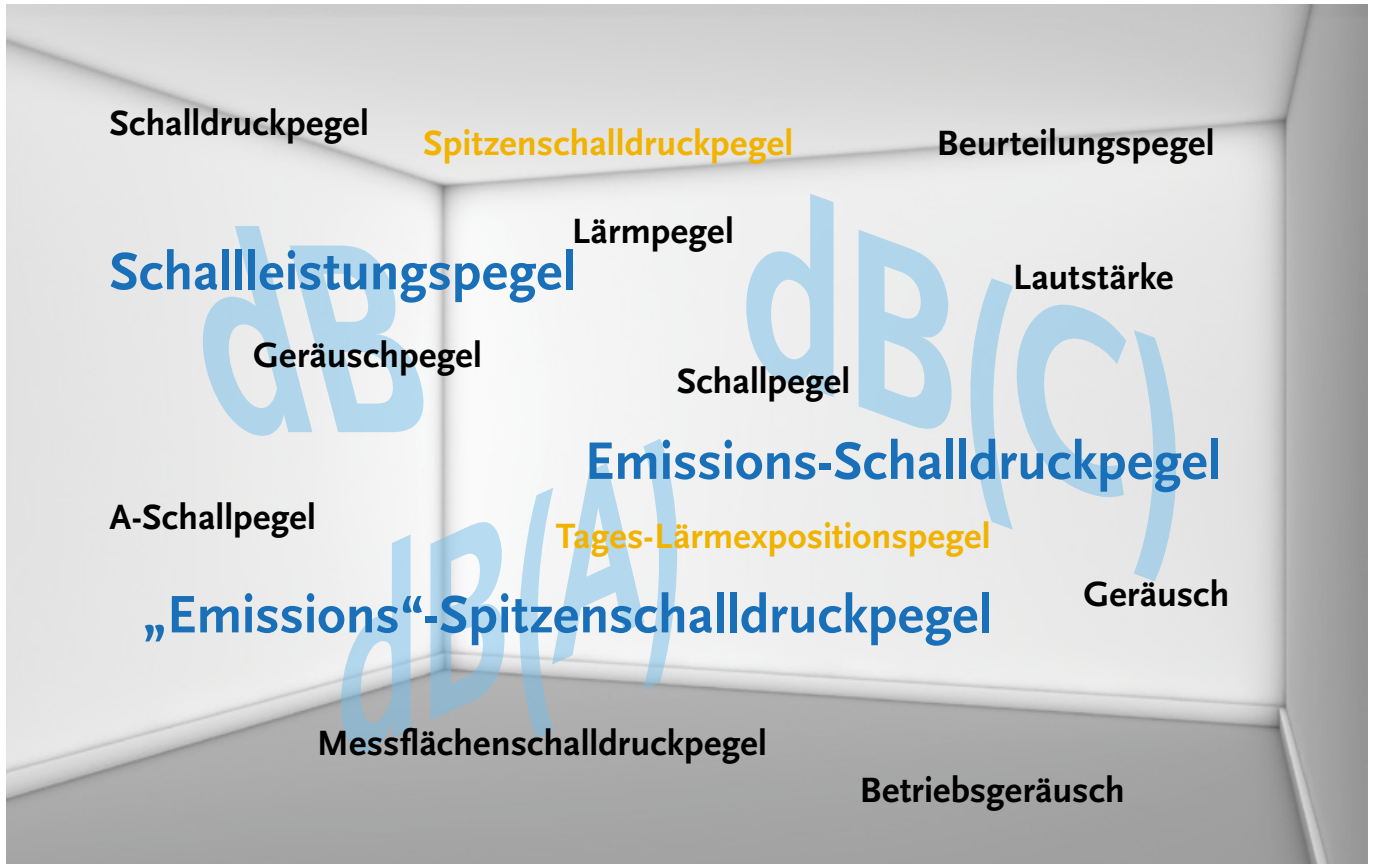 Schalldruckpegel
Spitzenschalldruckpegel
Beurteilungspegel
Lärmpegel
Schallleistungspegel
Lautstärke
dB
dB(C)
Geräuschpegel
Schallpegel
Emissions-Schalldruckpegel
A-Schallpegel
Tages-Lärmexpositionspegel
dB(A)
Geräusch
„Emissions“-Spitzenschalldruckpegel
Messflächenschalldruckpegel
Betriebsgeräusch